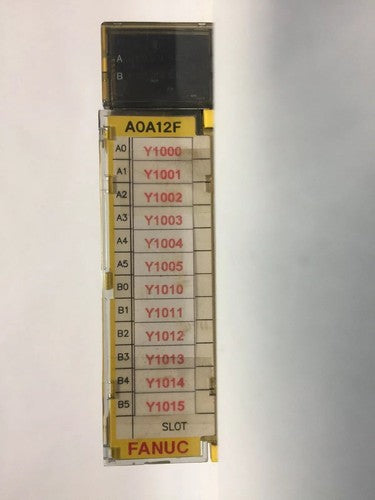 A
B
A0A12F
A0 Y1000
A1 Y1001
A2 Y1002
A3 Y1003
A4 Y1004
A5 Y1005
B0 Y1010
B1 Y1011
B2 Y1012
B3 Y1013
B4 Y1014
B5 Y1015
SLOT
FANUC